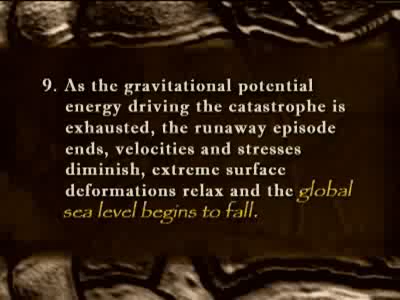 9. As the gravitational potential
energy driving the catastrophe is
exhausted, the runaway episode
ends, velocities and stresses
diminish, extreme surface
deformations relax and the global
sea level begins to fall.